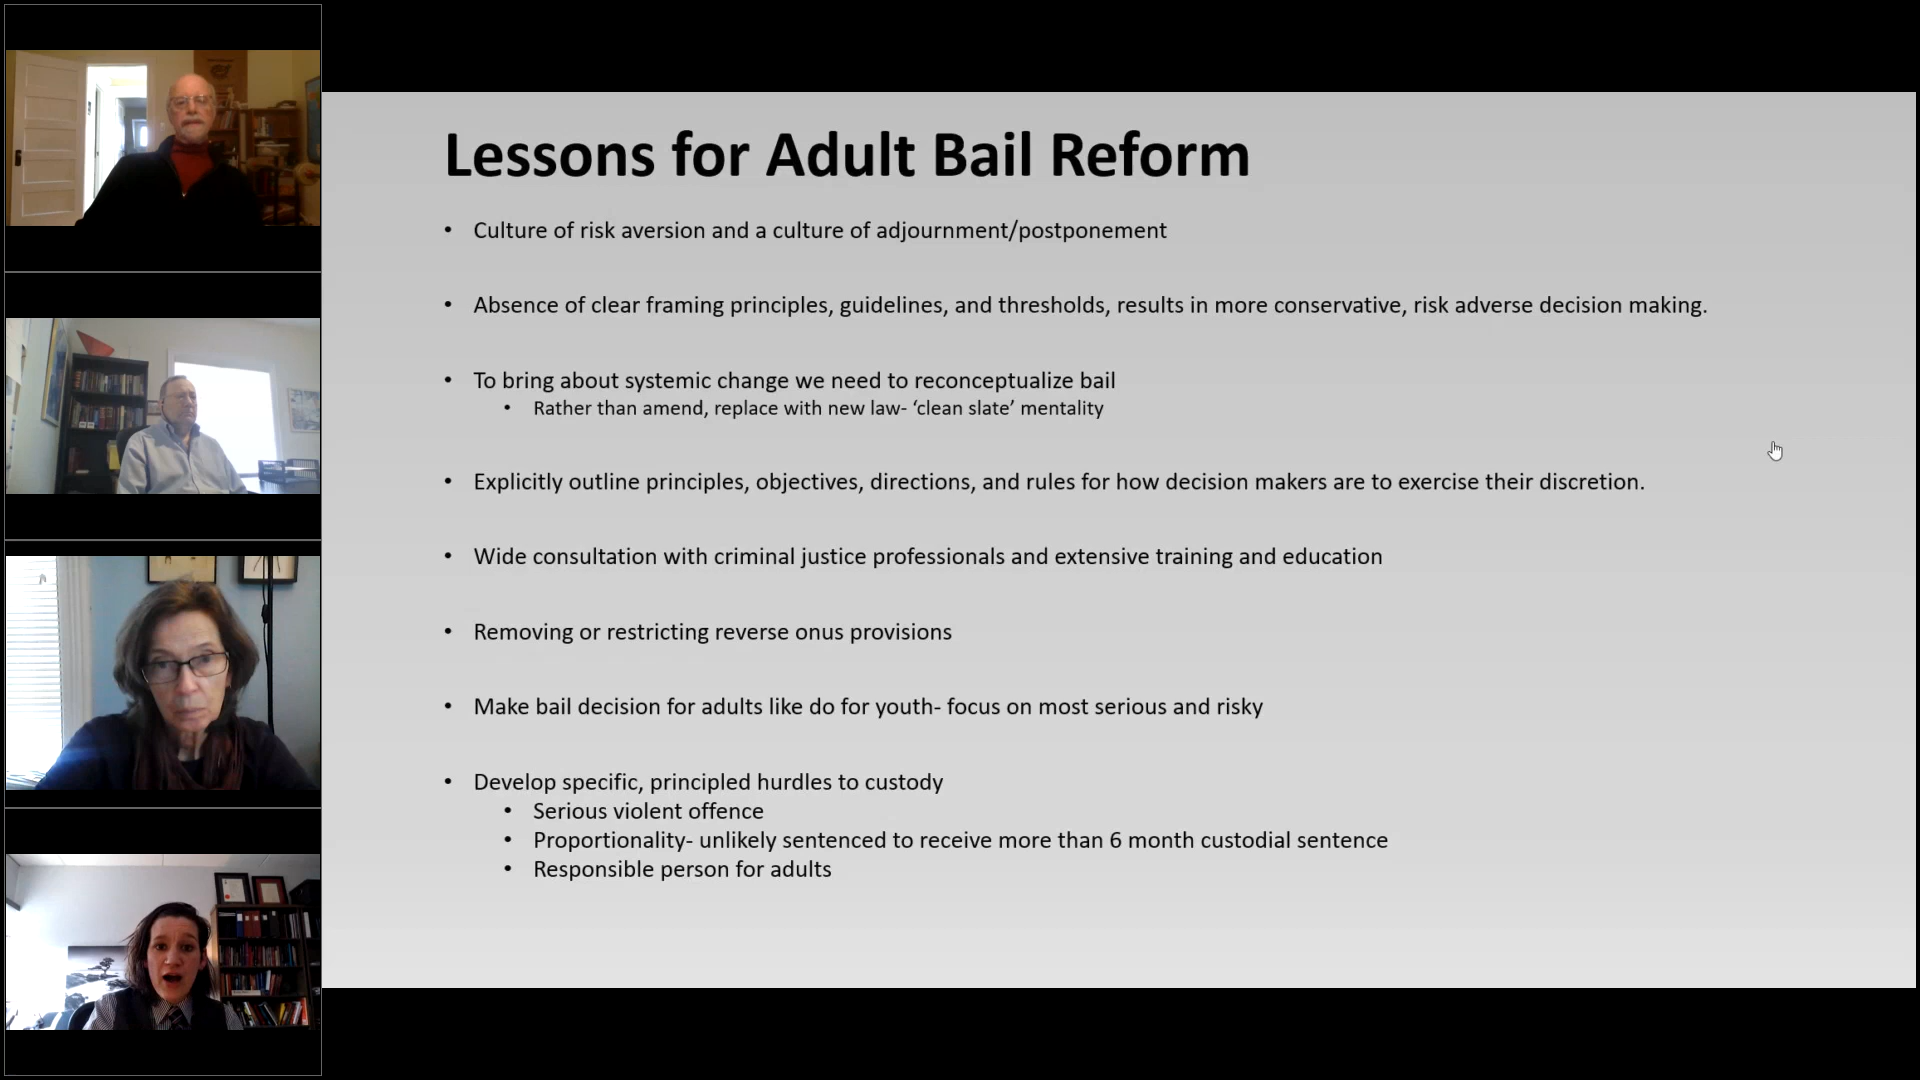 Lessons for Adult Bail Reform
• Culture of risk aversion and a culture of adjournment/postponement
• Absence of clear framing principles, guidelines, and thresholds, results in more conservative, risk adverse decision making.
• To bring about systemic change we need to reconceptualize bail
• Rather than amend, replace with new law- ‘clean slate’ mentality
• Explicitly outline principles, objectives, directions, and rules for how decision makers are to exercise their discretion.
• Wide consultation with criminal justice professionals and extensive training and education
• Removing or restricting reverse onus provisions
• Make bail decision for adults like do for youth- focus on most serious and risky
• Develop specific, principled hurdles to custody
• Serious violent offence
• Proportionality- unlikely sentenced to receive more than 6 month custodial sentence
• Responsible person for adults